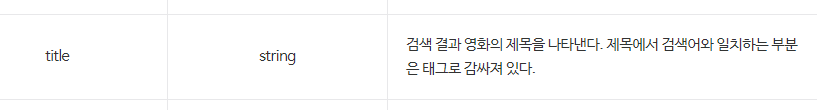 title
string
검색 결과 영화의 제목을 나타낸다. 제목에서 검색어와 일치하는 부분
은 태그로 감싸져 있다.